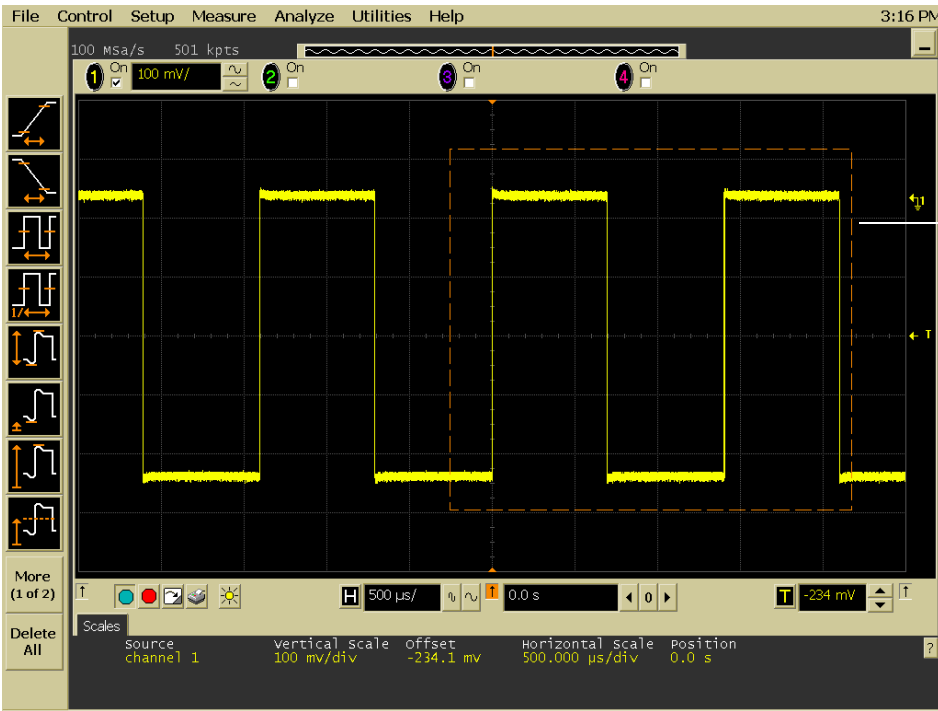 File Control Setup Measure Analyze Utilities Help 3:16 PM
100 MSa/s 501 kpts
1 On 100 mV/ 2 On 3 On 4 On
1
T
1/
More
(1 of 2)
Delete
All
H 500 µs/ 0.0 s 0 T -234 mV
Scales
Source Vertical Scale Offset Horizontal Scale Position
channel 1 100 mV/div -234.1 mV 500.000 µs/div 0.0 s
?